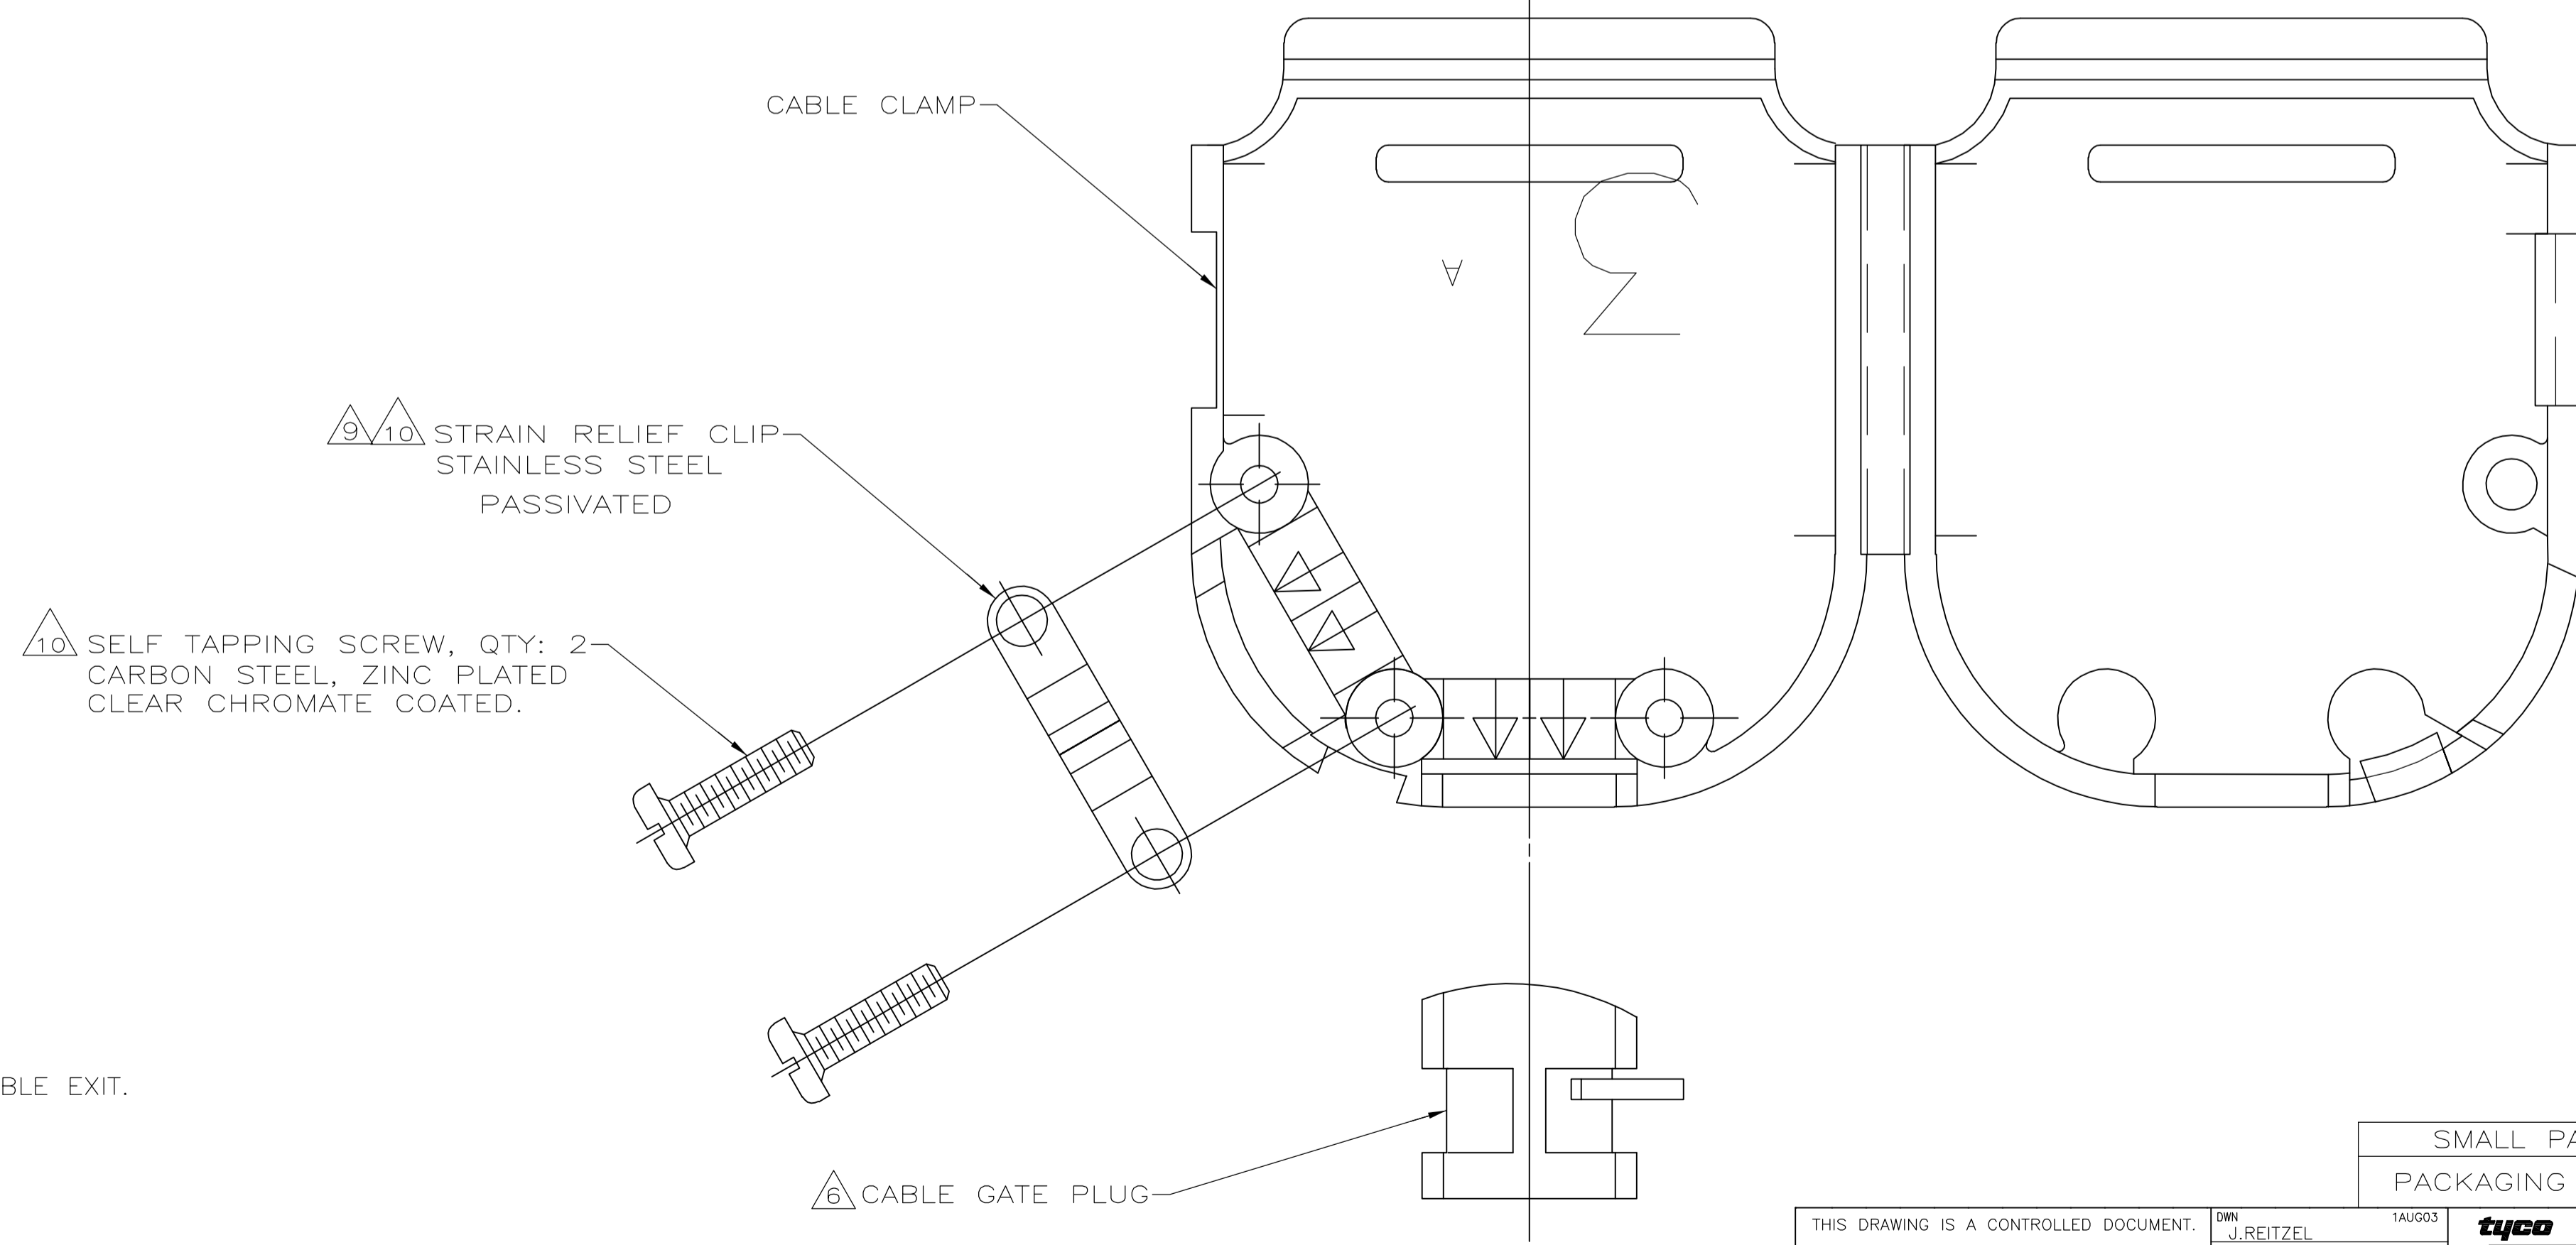 CABLE CLAMP
A
9 10 STRAIN RELIEF CLIP
STAINLESS STEEL
PASSIVATED
10 SELF TAPPING SCREW, QTY: 2
CARBON STEEL, ZINC PLATED
CLEAR CHROMATE COATED.
BLE EXIT.
6 CABLE GATE PLUG
SMALL PA
PACKAGING
THIS DRAWING IS A CONTROLLED DOCUMENT.
DWN 1AUG03
J.REITZEL
tyco